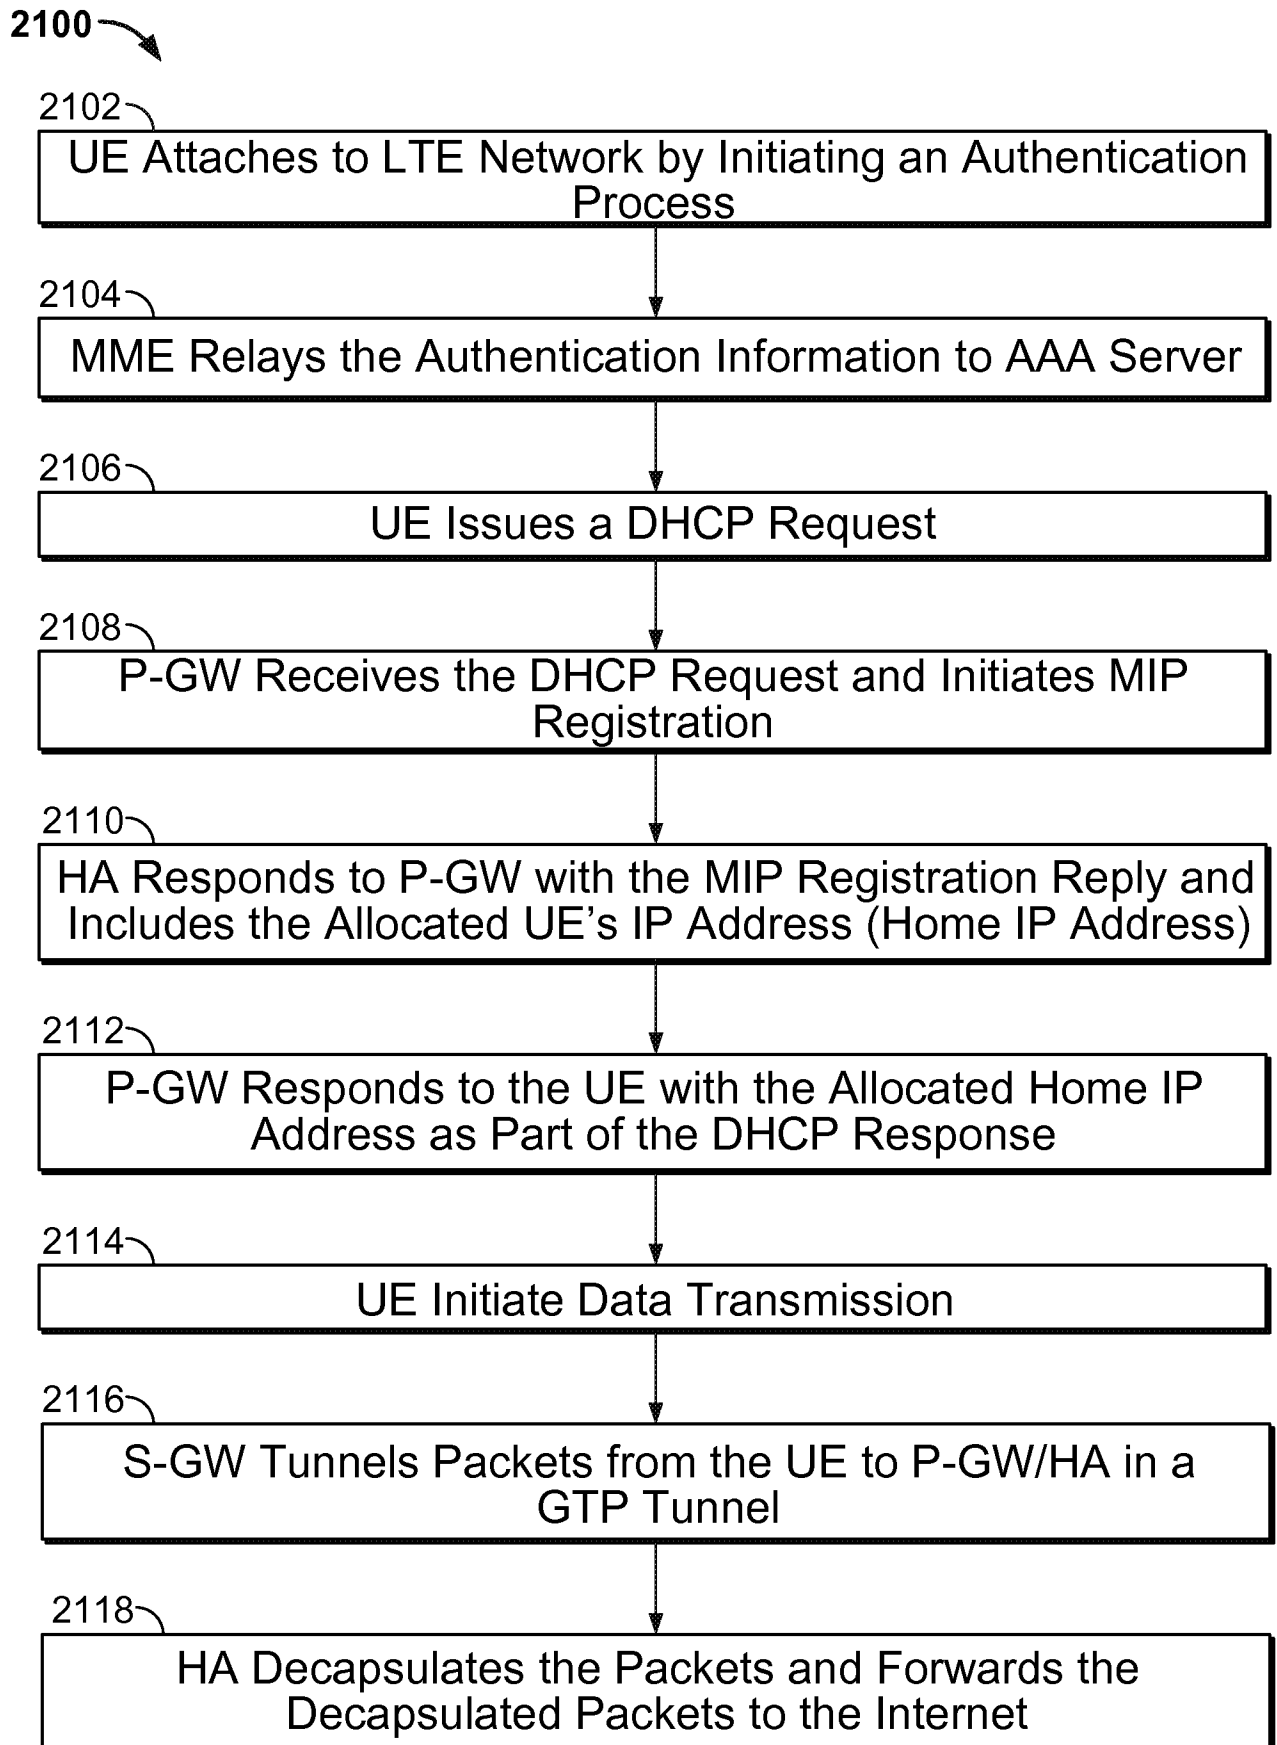 2100
2102
UE Attaches to LTE Network by Initiating an Authentication
Process
2104
MME Relays the Authentication Information to AAA Server
2106
UE Issues a DHCP Request
2108
P-GW Receives the DHCP Request and Initiates MIP
Registration
2110
HA Responds to P-GW with the MIP Registration Reply and
Includes the Allocated UE's IP Address (Home IP Address)
2112
P-GW Responds to the UE with the Allocated Home IP
Address as Part of the DHCP Response
2114
UE Initiate Data Transmission
2116
S-GW Tunnels Packets from the UE to P-GW/HA in a
GTP Tunnel
2118
HA Decapsulates the Packets and Forwards the
Decapsulated Packets to the Internet